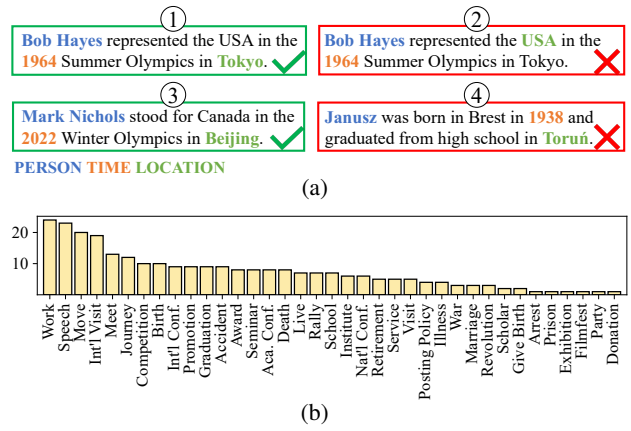 1
Bob Hayes represented the USA in the
1964 Summer Olympics in Tokyo.
2
Bob Hayes represented the USA in the
1964 Summer Olympics in Tokyo.
3
Mark Nichols stood for Canada in the
2022 Winter Olympics in Beijing.
4
Janusz was born in Brest in 1938 and
graduated from high school in Toruń.
PERSON TIME LOCATION
(a)
20
10
Work
Speech
Move
Int'l Visit
Meet
Journey
Competition
Birth
Int'l Conf.
Promotion
Graduation
Accident
Award
Seminar
Aca. Conf.
Death
Live
Rally
School
Institute
Nat'l Conf.
Retirement
Service
Visit
Posting Policy
Illness
War
Marriage
Revolution
Scholar
Give Birth
Arrest
Prison
Exhibition
Filmfest
Party
Donation
(b)